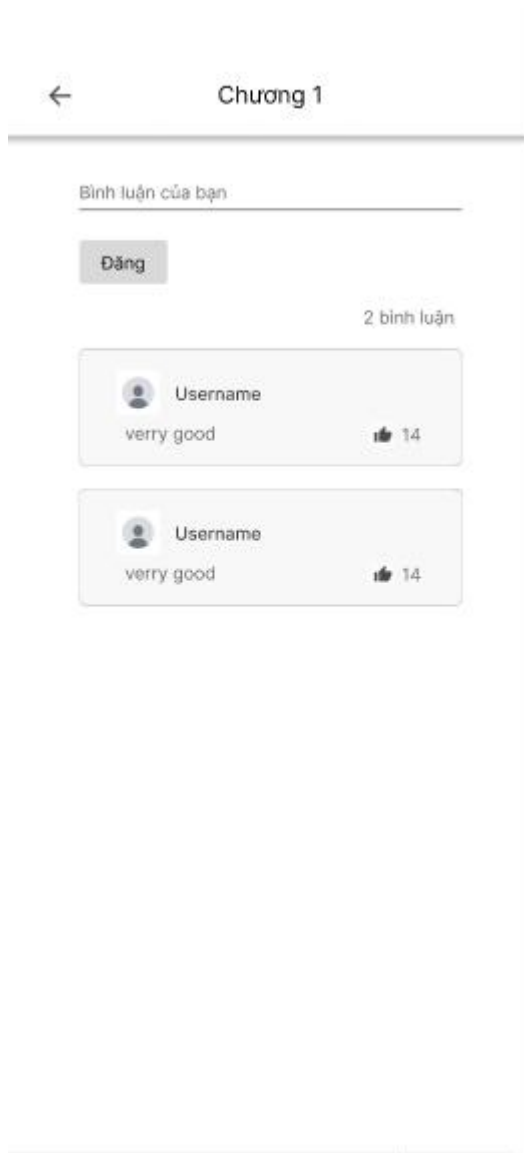 Chương 1
Bình luận của bạn
Đăng
2 bình luận
Username
verry good 14
Username
verry good 14